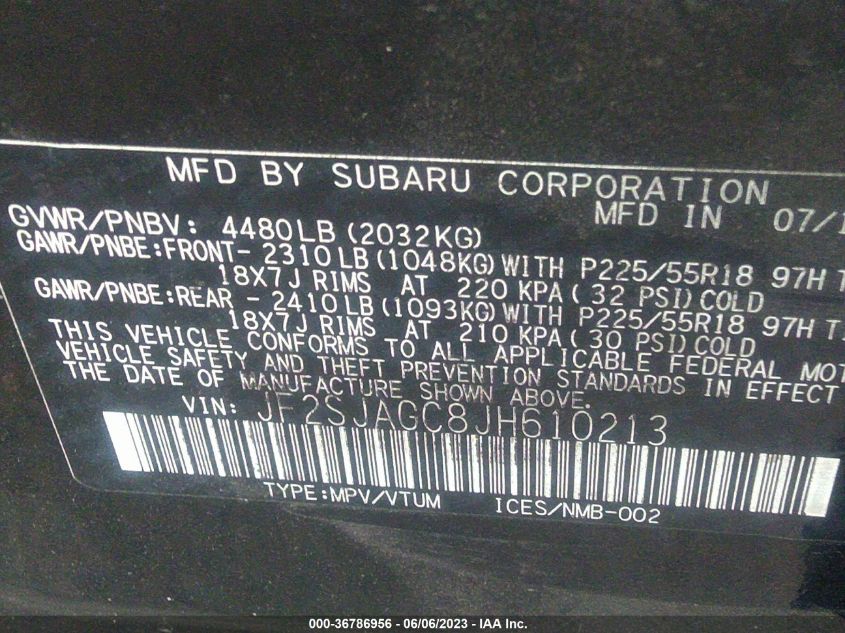 MFD BY SUBARU CORPORATION
MFD IN 07/1
GVWR/PNBV: 4480LB (2032KG)
GAWR/PNBE:FRONT- 2310LB (1048KG) WITH P225/55R18 97H T
18X7J RIMS AT 220 KPA( 32 PSI) COLD
GAWR/PNBE:REAR - 2410LB (1093KG) WITH P225/55R18 97H T
18X7J RIMS AT 210 KPA( 30 PSI) COLD
THIS VEHICLE CONFORMS TO ALL APPLICABLE FEDERAL MOT
VEHICLE SAFETY AND THEFT PREVENTION STANDARDS IN EFFECT
THE DATE OF MANUFACTURE SHOWN ABOVE.
VIN: JF2SJAGC8JH610213
TYPE:MPV/VTUM ICES/NMB-002
000-36786956 - 06/06/2023 - IAA Inc.